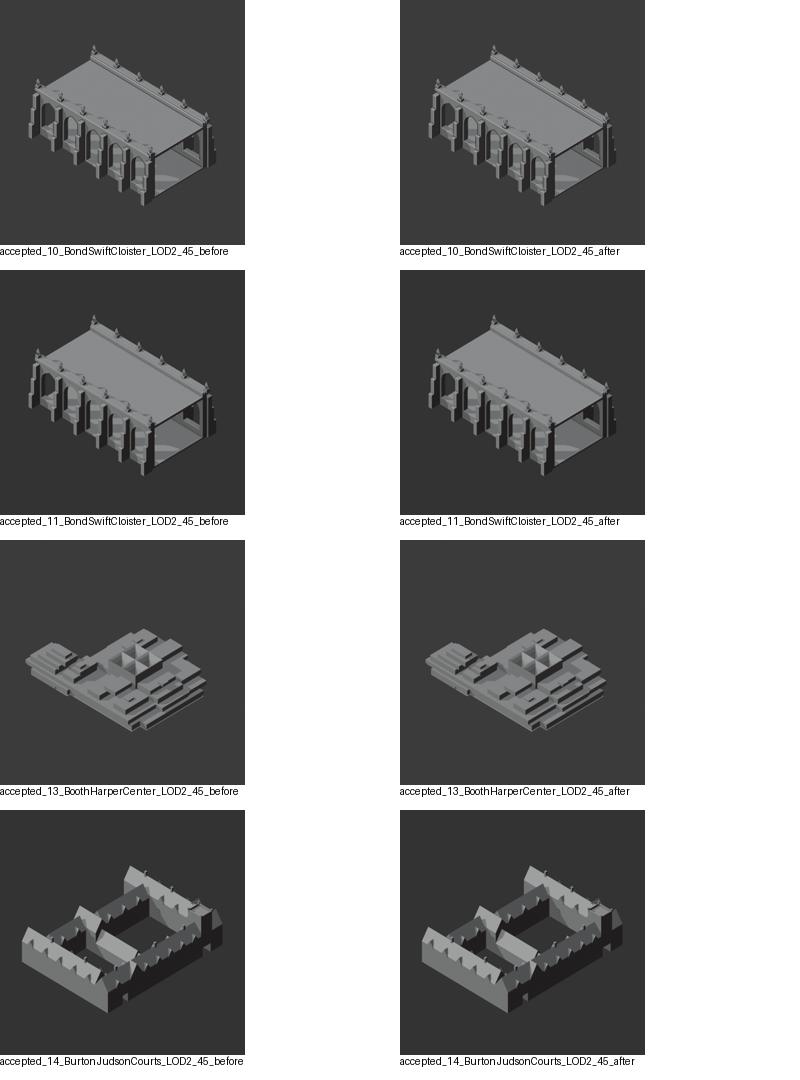 accepted_10_BondSwiftCloister_LOD2_45_before
accepted_10_BondSwiftCloister_LOD2_45_after
accepted_11_BondSwiftCloister_LOD2_45_before
accepted_11_BondSwiftCloister_LOD2_45_after
accepted_13_BoothHarperCenter_LOD2_45_before
accepted_13_BoothHarperCenter_LOD2_45_after
accepted_14_BurtonJudsonCourts_LOD2_45_before
accepted_14_BurtonJudsonCourts_LOD2_45_after